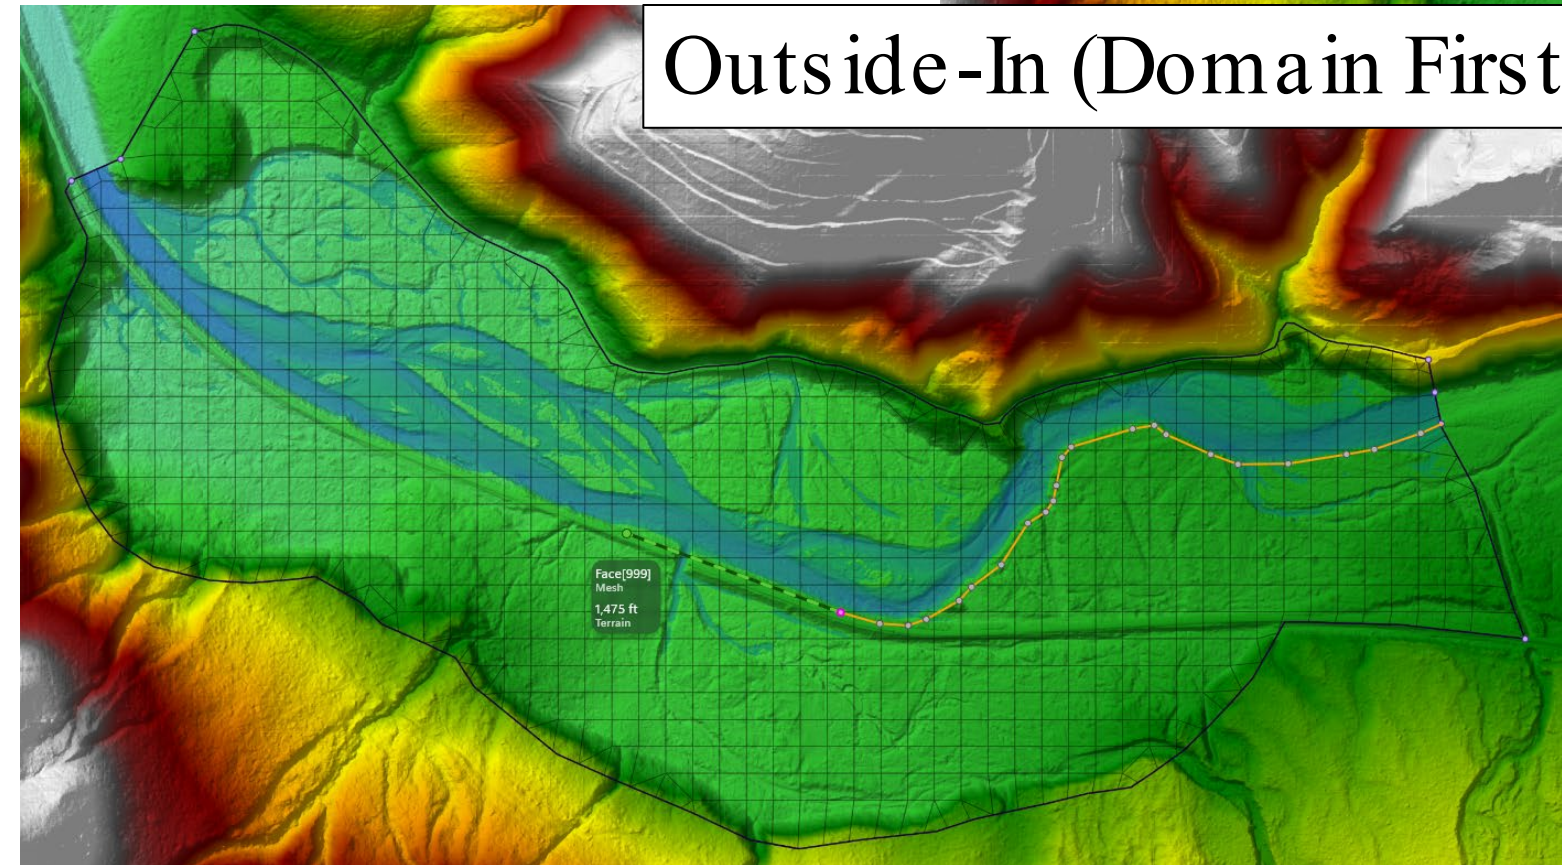 Outside-In (Domain First
Face[999]
Mesh
1,475 ft
Terrain